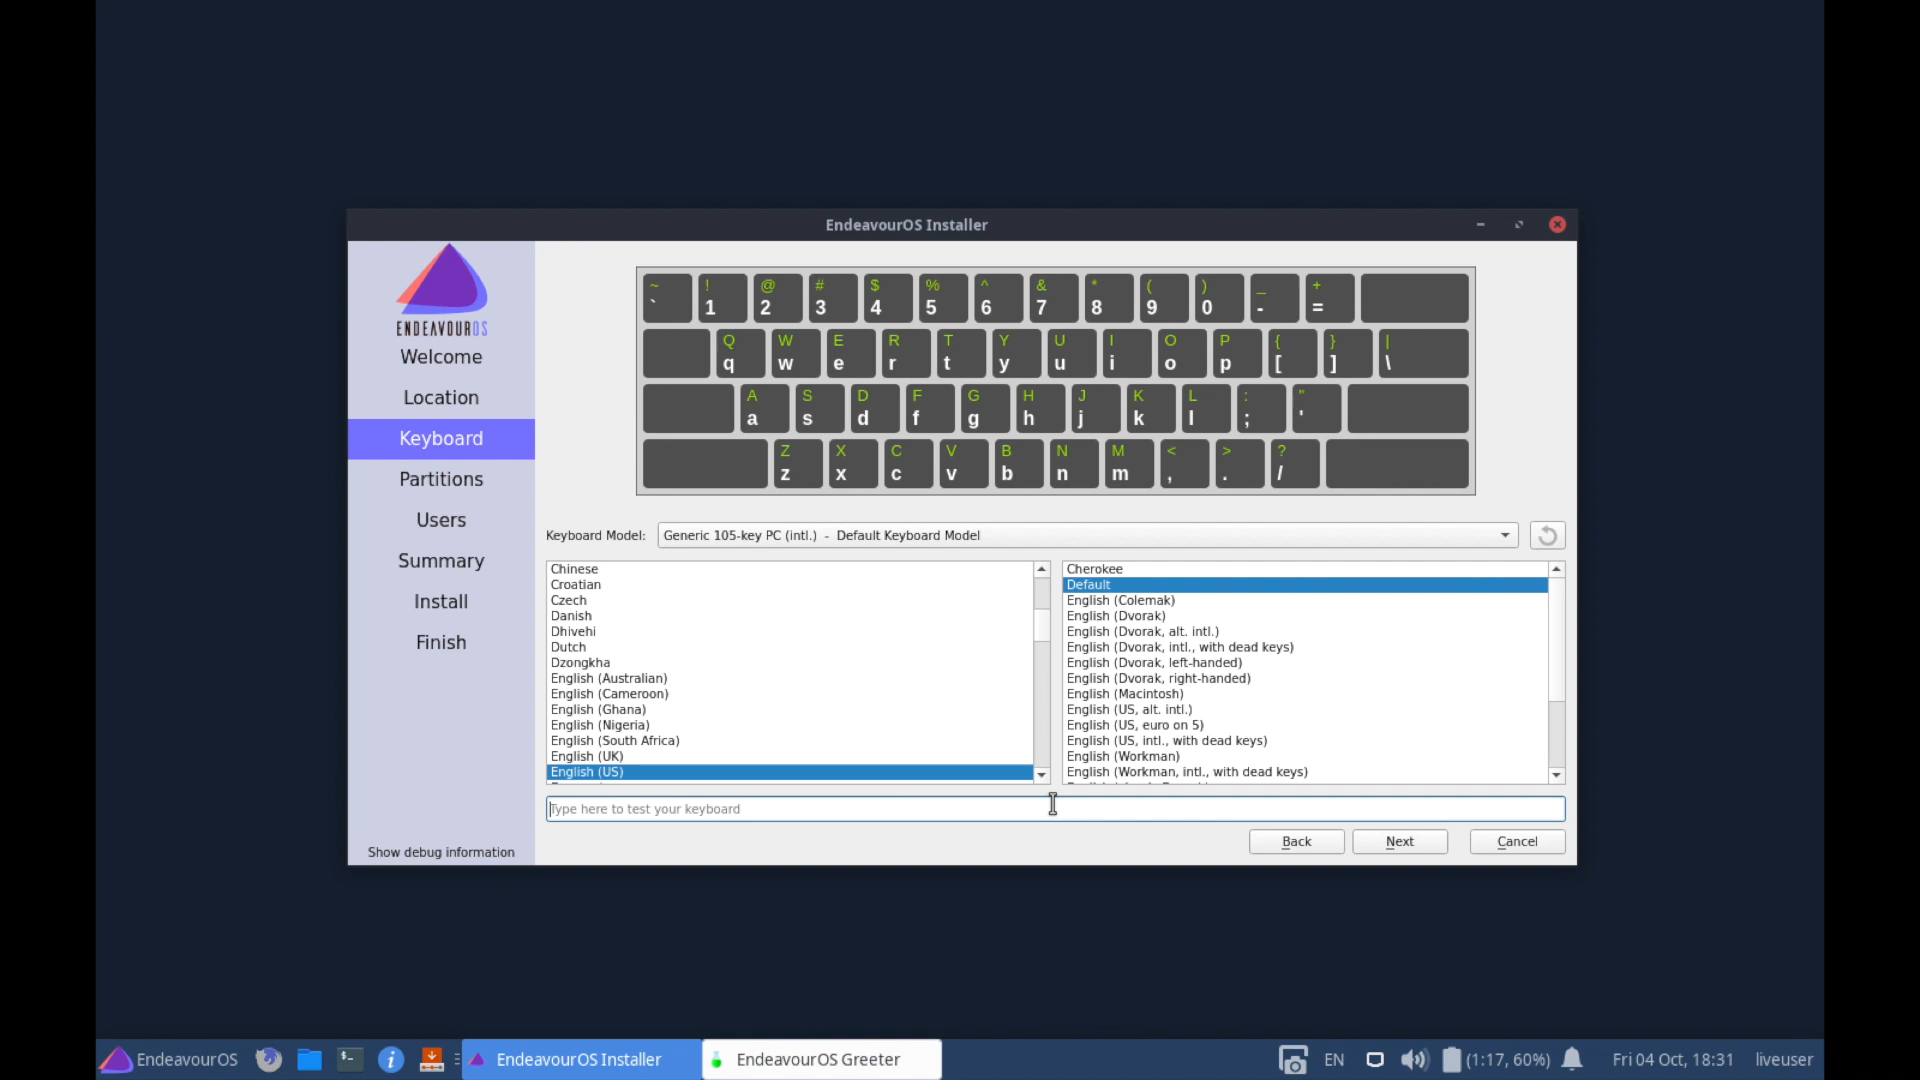 EndeavourOS Installer
ENDEAVOUROS
Welcome
Location
Keyboard
Partitions
Users
Summary
Install
Finish
Show debug information
~ ! @ # $ % ^ & * ( ) _ +
` 1 2 3 4 5 6 7 8 9 0 - =
Q W E R T Y U I O P { } |
q w e r t y u i o p [ ] \
A S D F G H J K L : "
a s d f g h j k l ; '
Z X C V B N M < > ?
z x c v b n m , . /
Keyboard Model: Generic 105-key PC (intl.) - Default Keyboard Model
Chinese
Croatian
Czech
Danish
Dhivehi
Dutch
Dzongkha
English (Australian)
English (Cameroon)
English (Ghana)
English (Nigeria)
English (South Africa)
English (UK)
English (US)
Cherokee
Default
English (Colemak)
English (Dvorak)
English (Dvorak, alt. intl.)
English (Dvorak, intl., with dead keys)
English (Dvorak, left-handed)
English (Dvorak, right-handed)
English (Macintosh)
English (US, alt. intl.)
English (US, euro on 5)
English (US, intl., with dead keys)
English (Workman)
English (Workman, intl., with dead keys)
Type here to test your keyboard
Back Next Cancel
EndeavourOS $- i EndeavourOS Installer EndeavourOS Greeter EN (1:17, 60%) Fri 04 Oct, 18:31 liveuser